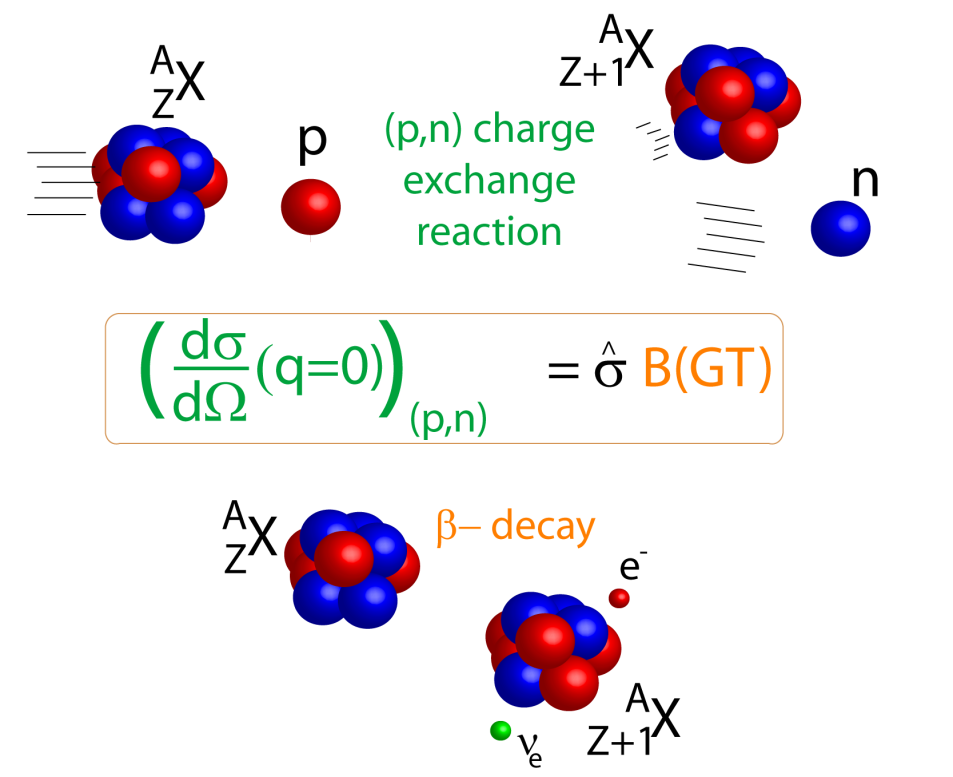 A
Z X
p
(p,n) charge
exchange
reaction
A
Z+1 X
n
(dσ/dΩ (q=0))(p,n) = σ̂ B(GT)
A
Z X
β− decay
e-
A
Z+1 X
νe